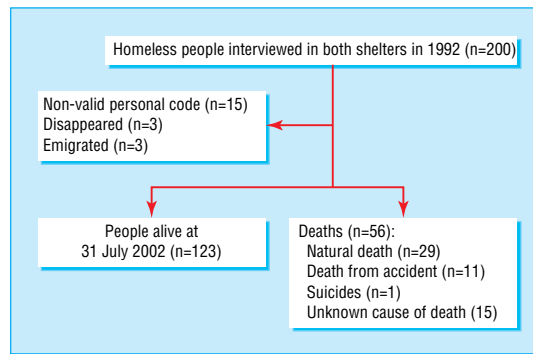 Homeless people interviewed in both shelters in 1992 (n=200)
Non-valid personal code (n=15)
Disappeared (n=3)
Emigrated (n=3)
People alive at
31 July 2002 (n=123)
Deaths (n=56):
Natural death (n=29)
Death from accident (n=11)
Suicides (n=1)
Unknown cause of death (15)